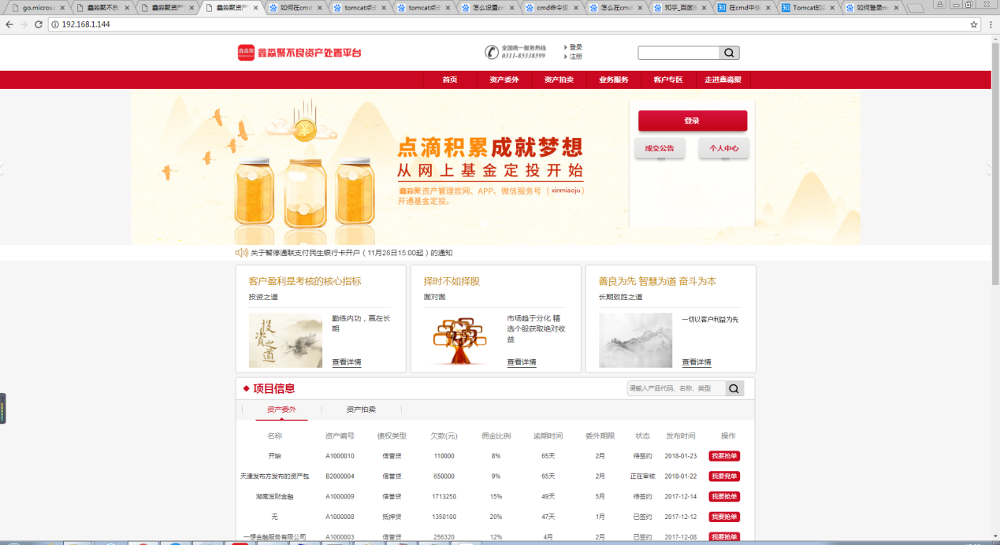 go.microso
鑫淼聚不良
鑫淼聚资产
鑫淼聚资产
如何在cmd
tomcat点击
tomcat点击
怎么设置cm
cmd命令提
怎么在cmd
知乎_百度搜
在cmd中
Tomcat的
如何登录m
192.168.1.144
鑫淼聚不良资产处置平台
全国统一服务热线
0311-85338599
登录
注册
首页 资产委外 资产拍卖 业务服务 客户专区 走进鑫淼聚
点滴积累成就梦想
从网上基金定投开始
鑫淼聚资产管理官网、APP、微信服务号（xinmiaoju）
开通基金定投。
登录
成交公告 个人中心
关于暂停通联支付民生银行卡开户（11月28日15:00起）的通知
客户盈利是考核的核心指标
投资之道
投资之道
勤练内功，赢在长
期
查看详情
择时不如择股
面对面
市场趋于分化 精
选个股获取绝对收
益
查看详情
善良为先 智慧为道 奋斗为本
长期致胜之道
一切以客户利益为先
查看详情
项目信息
请输入产品代码、名称、类型
资产委外 资产拍卖
名称 资产编号 债权类型 欠款(元) 佣金比例 逾期时间 委外期限 状态 发布时间 操作
开始 A1000010 信誉贷 110000 8% 65天 2月 待签约 2018-01-23 我要抢单
天津发布方发布的资产包 B2000004 信誉贷 650000 9% 65天 2月 正在审核 2018-01-22 我要竞单
湖南发财金融 A1000009 信誉贷 1713250 15% 49天 5月 待签约 2017-12-14 我要抢单
无 A1000008 抵押贷 1350100 20% 47天 1月 已签约 2017-12-12 我要抢单
一想金融服务有限公司 A1000003 信誉贷 256320 12% 4月 2月 已签约 2017-12-08 我要抢单